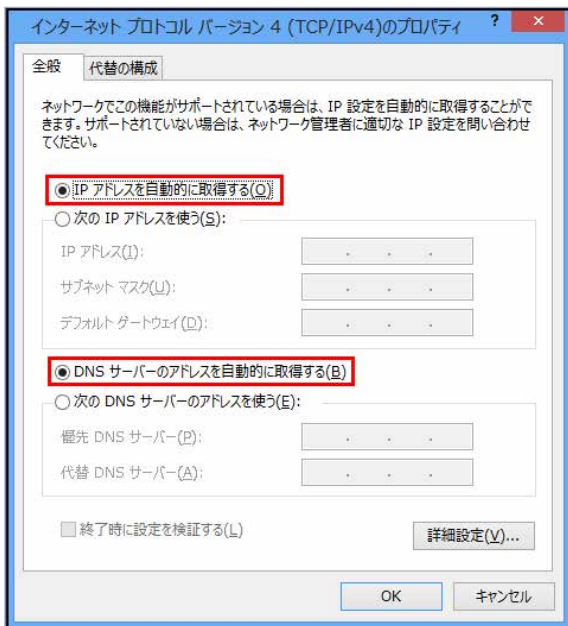 インターネット プロトコル バージョン 4 (TCP/IPv4)のプロパティ ? ×
全般 代替の構成
ネットワークでこの機能がサポートされている場合は、IP 設定を自動的に取得することがで
きます。サポートされていない場合は、ネットワーク管理者に適切な IP 設定を問い合わせ
てください。
IP アドレスを自動的に取得する(O)
次の IP アドレスを使う(S):
IP アドレス(I):
サブネット マスク(U):
デフォルト ゲートウェイ(D):
DNS サーバーのアドレスを自動的に取得する(B)
次の DNS サーバーのアドレスを使う(E):
優先 DNS サーバー(P):
代替 DNS サーバー(A):
終了時に設定を検証する(L)
詳細設定(V)...
OK キャンセル